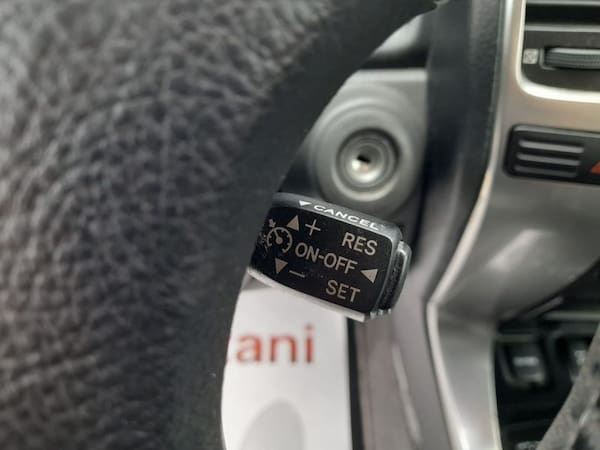 CANCEL
+ RES
ON-OFF
– SET
ani